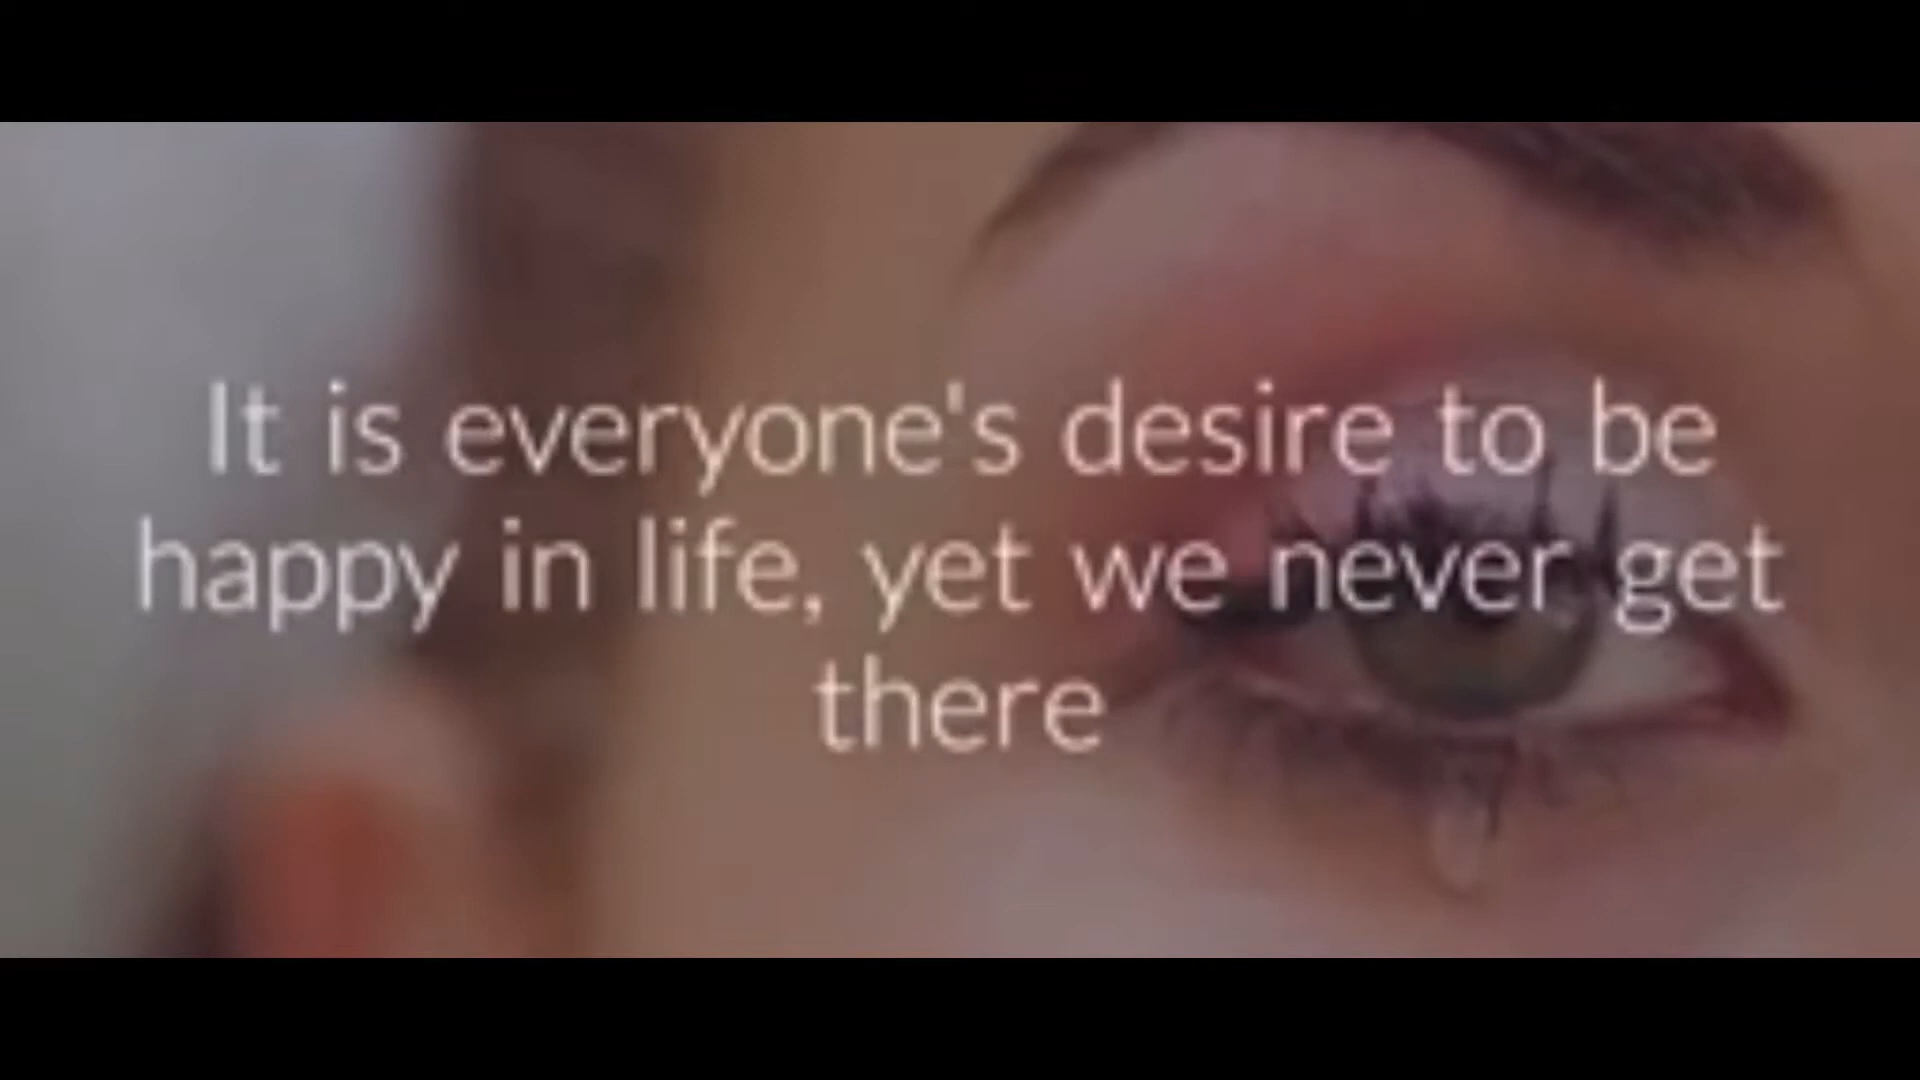 It is everyone's desire to be
happy in life, yet we never get
there